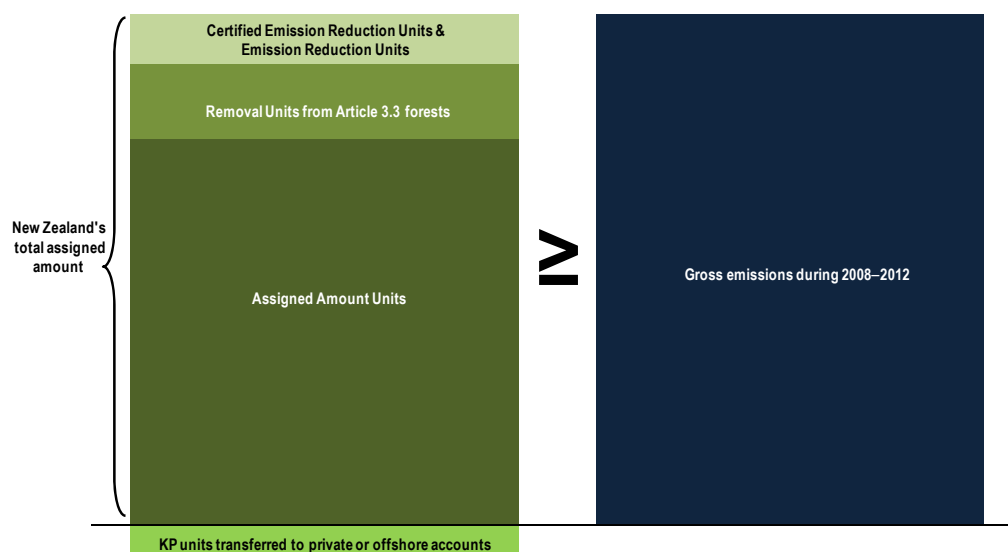 Certified Emission Reduction Units &
Emission Reduction Units
Removal Units from Article 3.3 forests
New Zealand's
total assigned
amount
Assigned Amount Units
≥
Gross emissions during 2008–2012
KP units transferred to private or offshore accounts